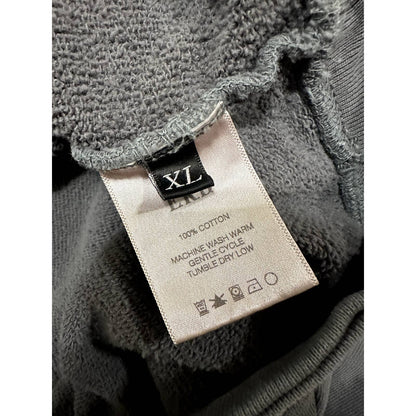 XL
100% COTTON
MACHINE WASH WARM
GENTLE CYCLE
TUMBLE DRY LOW